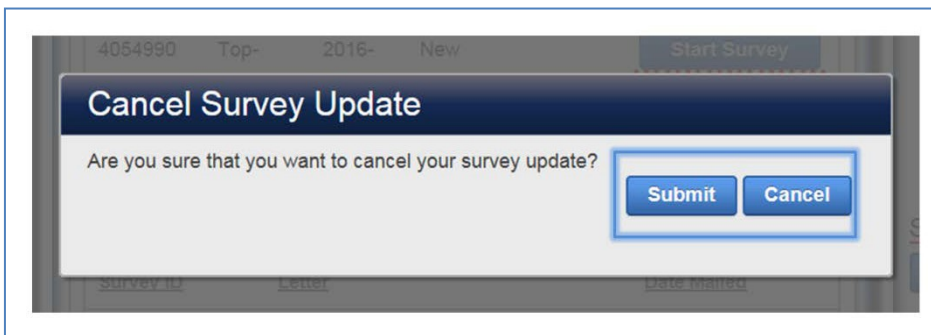 4054990 Top- 2016- New Start Survey
Cancel Survey Update
Are you sure that you want to cancel your survey update?
Submit Cancel
Survey ID Letter Date Mailed